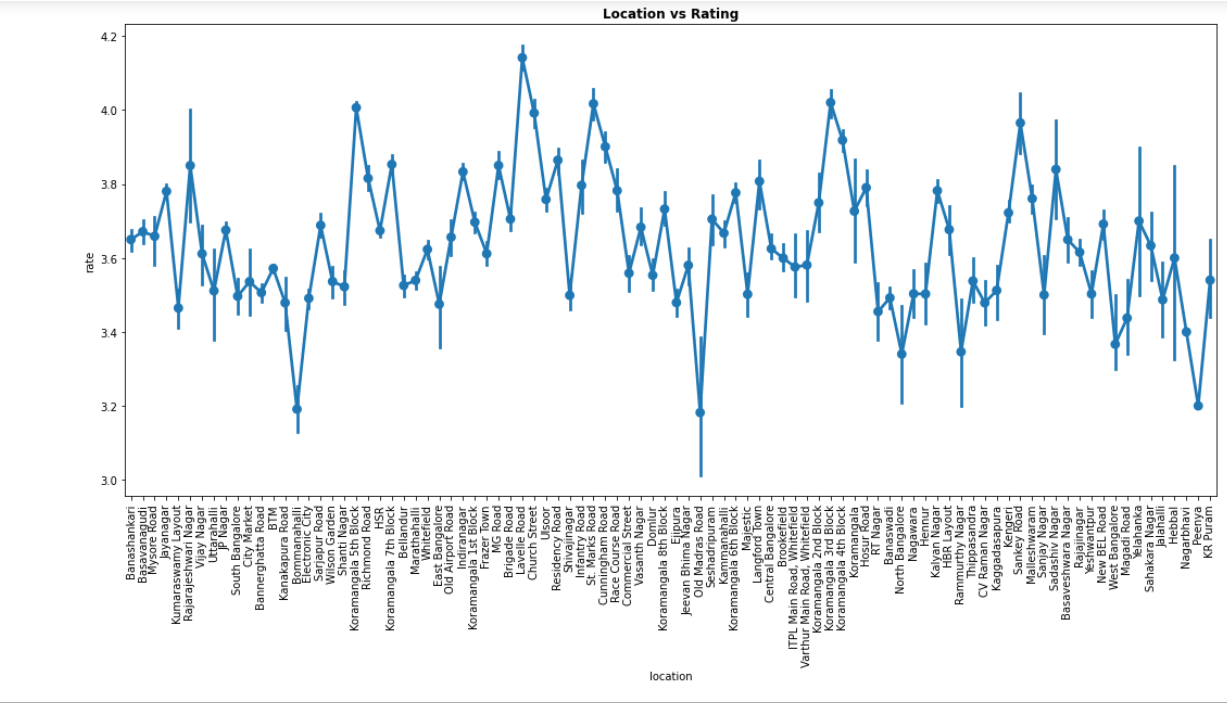 Location vs Rating
4.2
4.0
3.8
3.6
3.4
3.2
3.0
rate
Banashankari
Basavanagudi
Mysore Road
Jayanagar
Kumaraswamy Layout
Rajarajeshwari Nagar
Vijay Nagar
Uttarahalli
JP Nagar
South Bangalore
City Market
Bannerghatta Road
BTM
Kanakapura Road
Bommanahalli
Electronic City
Sarjapur Road
Wilson Garden
Shanti Nagar
Koramangala 5th Block
Richmond Road
HSR
Koramangala 7th Block
Bellandur
Marathahalli
Whitefield
East Bangalore
Old Airport Road
Indiranagar
Koramangala 1st Block
Frazer Town
MG Road
Brigade Road
Lavelle Road
Church Street
Ulsoor
Residency Road
Shivajinagar
Infantry Road
St. Marks Road
Cunningham Road
Race Course Road
Commercial Street
Vasanth Nagar
Domlur
Koramangala 8th Block
Ejipura
Jeevan Bhima Nagar
Old Madras Road
Seshadripuram
Kammanahalli
Koramangala 6th Block
Majestic
Langford Town
Central Bangalore
Brookefield
ITPL Main Road, Whitefield
Varthur Main Road, Whitefield
Koramangala 2nd Block
Koramangala 3rd Block
Koramangala 4th Block
Koramangala
Hosur Road
RT Nagar
Banaswadi
North Bangalore
Nagawara
Hennur
Kalyan Nagar
HBR Layout
Rammurthy Nagar
Thippasandra
CV Raman Nagar
Kaggadasapura
Kengeri
Sankey Road
Malleshwaram
Sanjay Nagar
Sadashiv Nagar
Basaveshwara Nagar
Rajajinagar
Yeshwantpur
New BEL Road
West Bangalore
Magadi Road
Yelahanka
Sahakara Nagar
Jalahalli
Hebbal
Nagarbhavi
Peenya
KR Puram
location